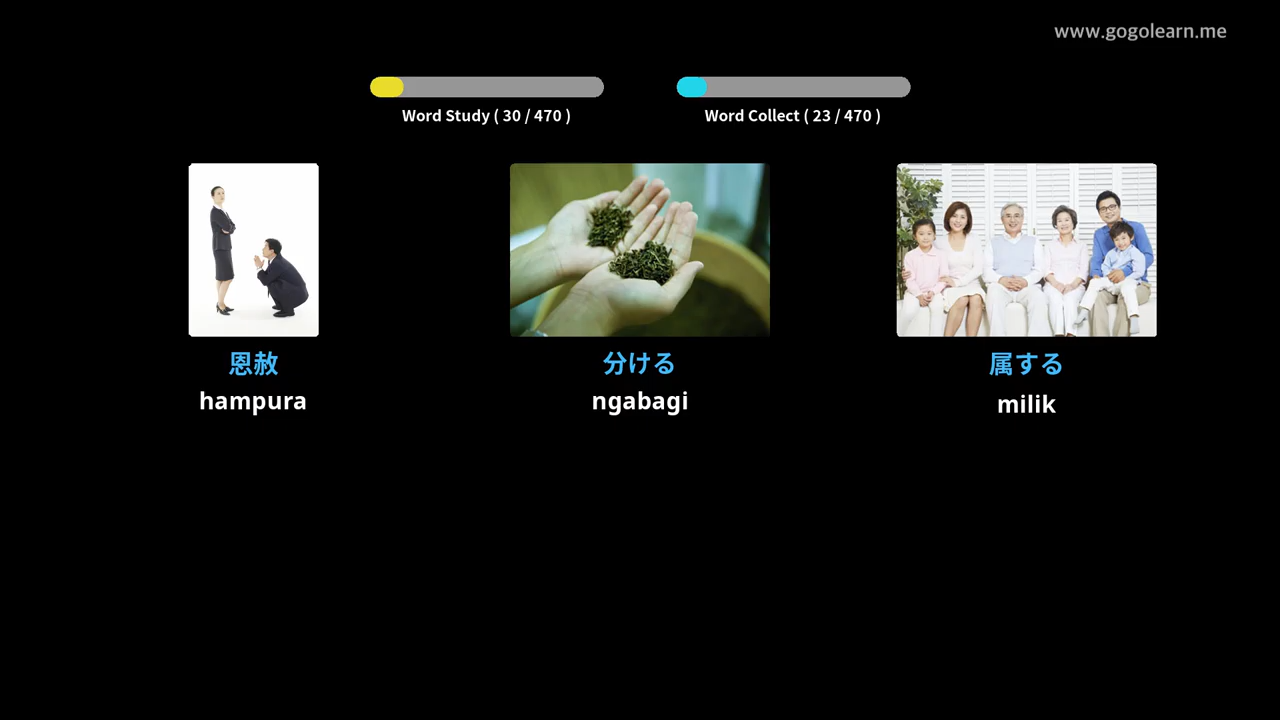 www.gogolearn.me
Word Study ( 30 / 470 )
Word Collect ( 23 / 470 )
恩赦
hampura
分ける
ngabagi
属する
milik